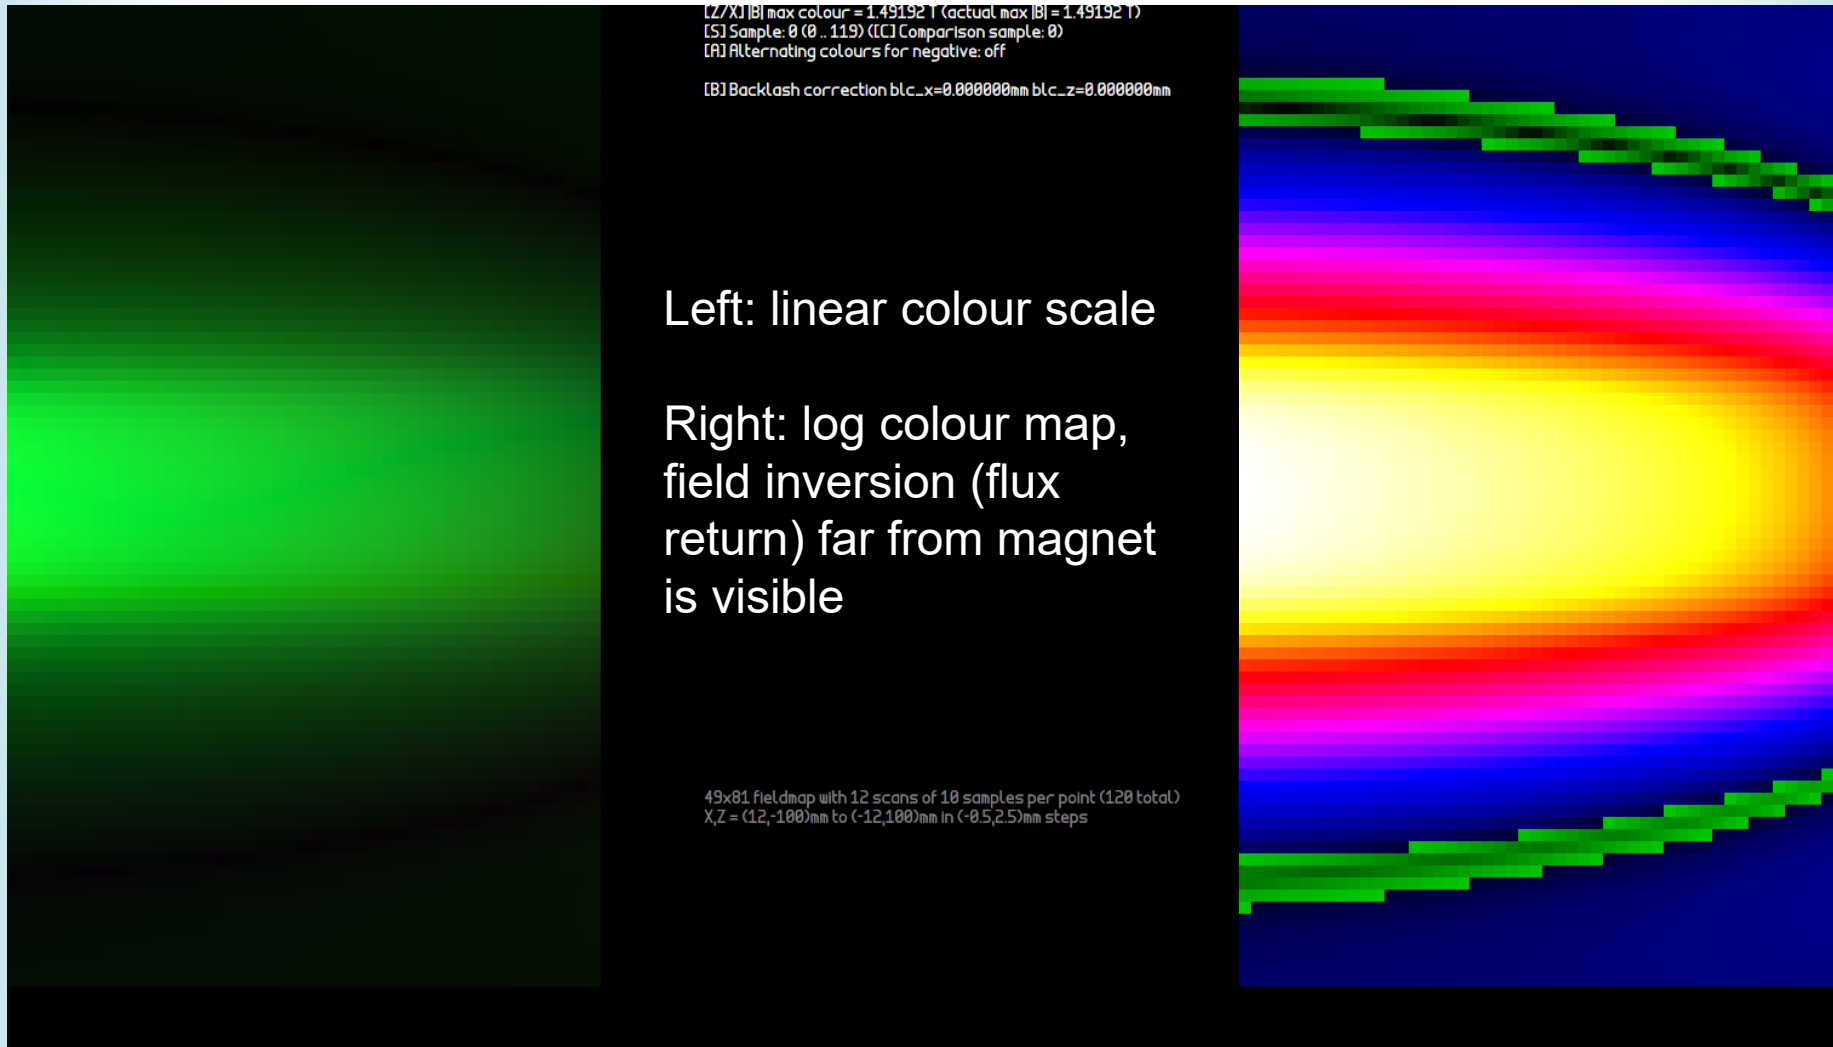 [Z/X] |B| max colour = 1.49192 T (actual max |B| = 1.49192 T)
[S] Sample: 0 (0 .. 119) ([C] Comparison sample: 0)
[A] Alternating colours for negative: off
[B] Backlash correction blc_x=0.000000mm blc_z=0.000000mm
Left: linear colour scale
Right: log colour map,
field inversion (flux
return) far from magnet
is visible
49x81 fieldmap with 12 scans of 10 samples per point (120 total)
X,Z = (12,-100)mm to (-12,100)mm in (-0.5,2.5)mm steps